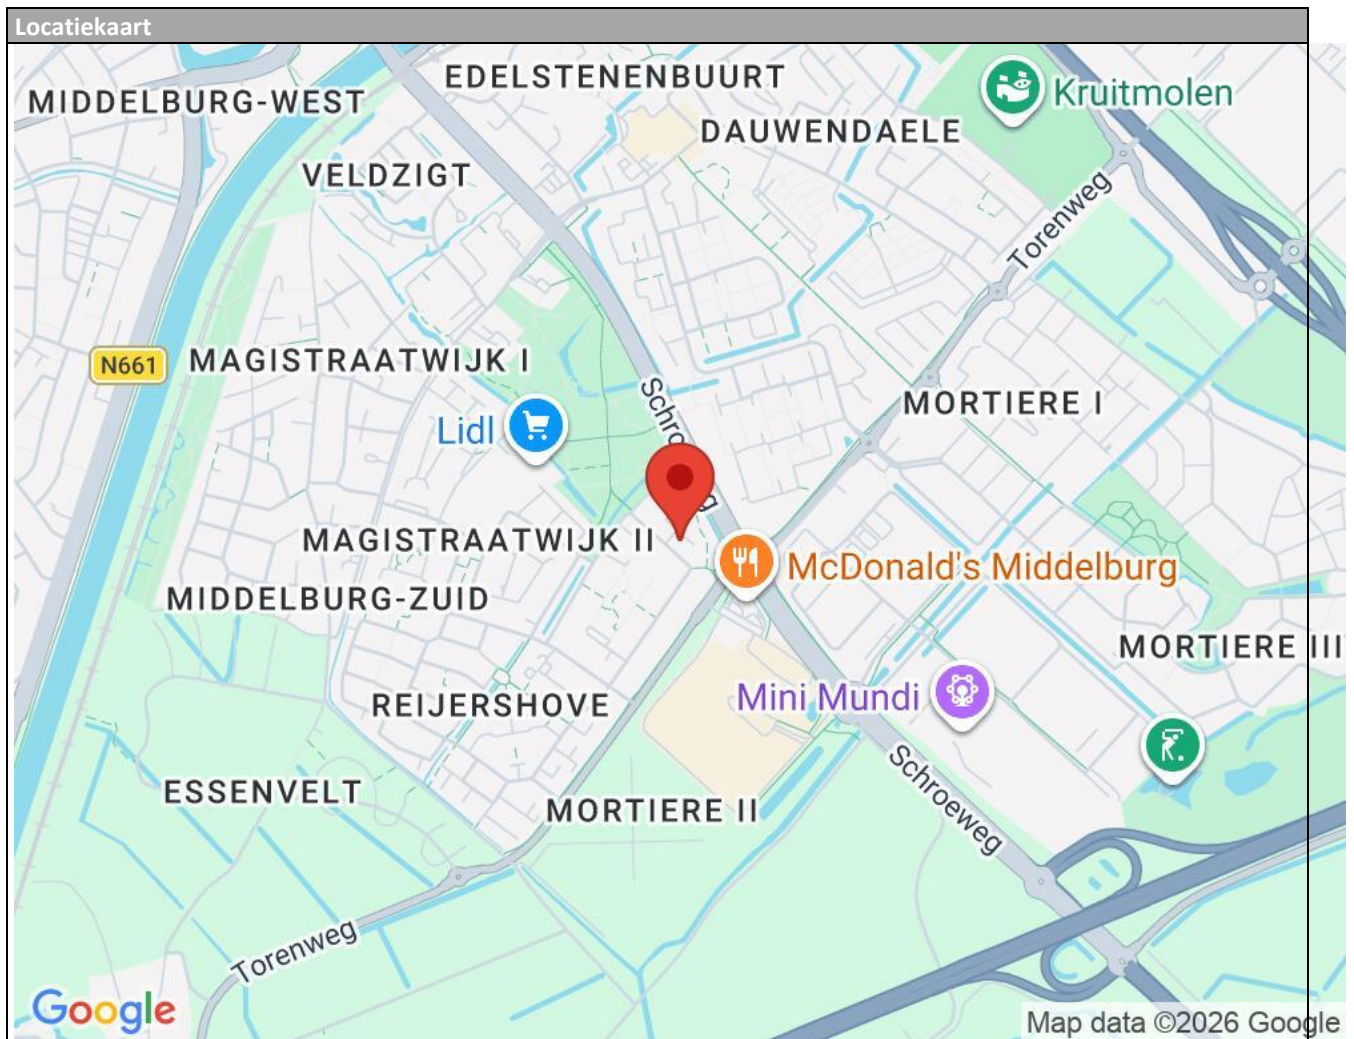 Locatiekaart
EDELSTENENBUURT
MIDDELBURG-WEST
Kruitmolen
DAUWENDAELE
VELDZIGT
Torenweg
N661
MAGISTRAATWIJK I
MORTIERE I
Lidl
Schroeweg
MAGISTRAATWIJK II
McDonald's Middelburg
MIDDELBURG-ZUID
MORTIERE III
REIJERSHOVE
Mini Mundi
ESSENVELT
MORTIERE II
Schroeweg
Torenweg
Google
Map data ©2026 Google